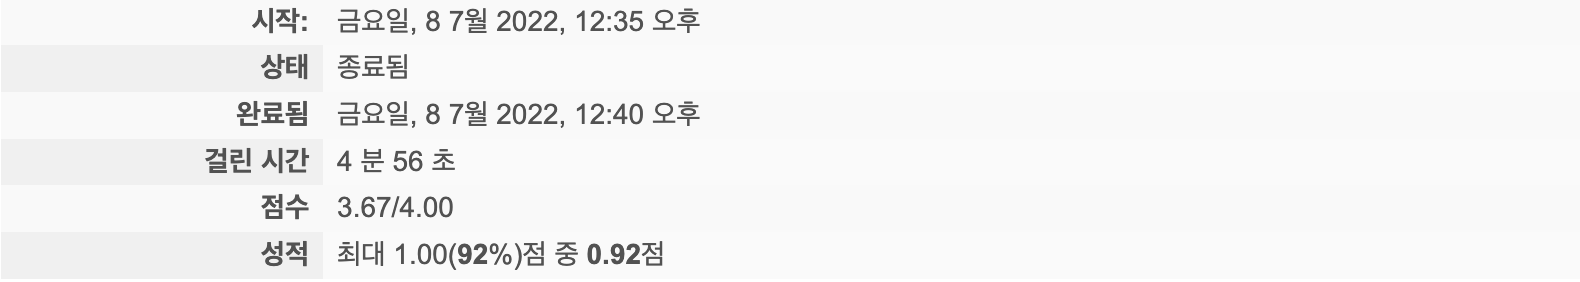 시작: 금요일, 8 7월 2022, 12:35 오후
상태 종료됨
완료됨 금요일, 8 7월 2022, 12:40 오후
걸린 시간 4 분 56 초
점수 3.67/4.00
성적 최대 1.00(92%)점 중 0.92점